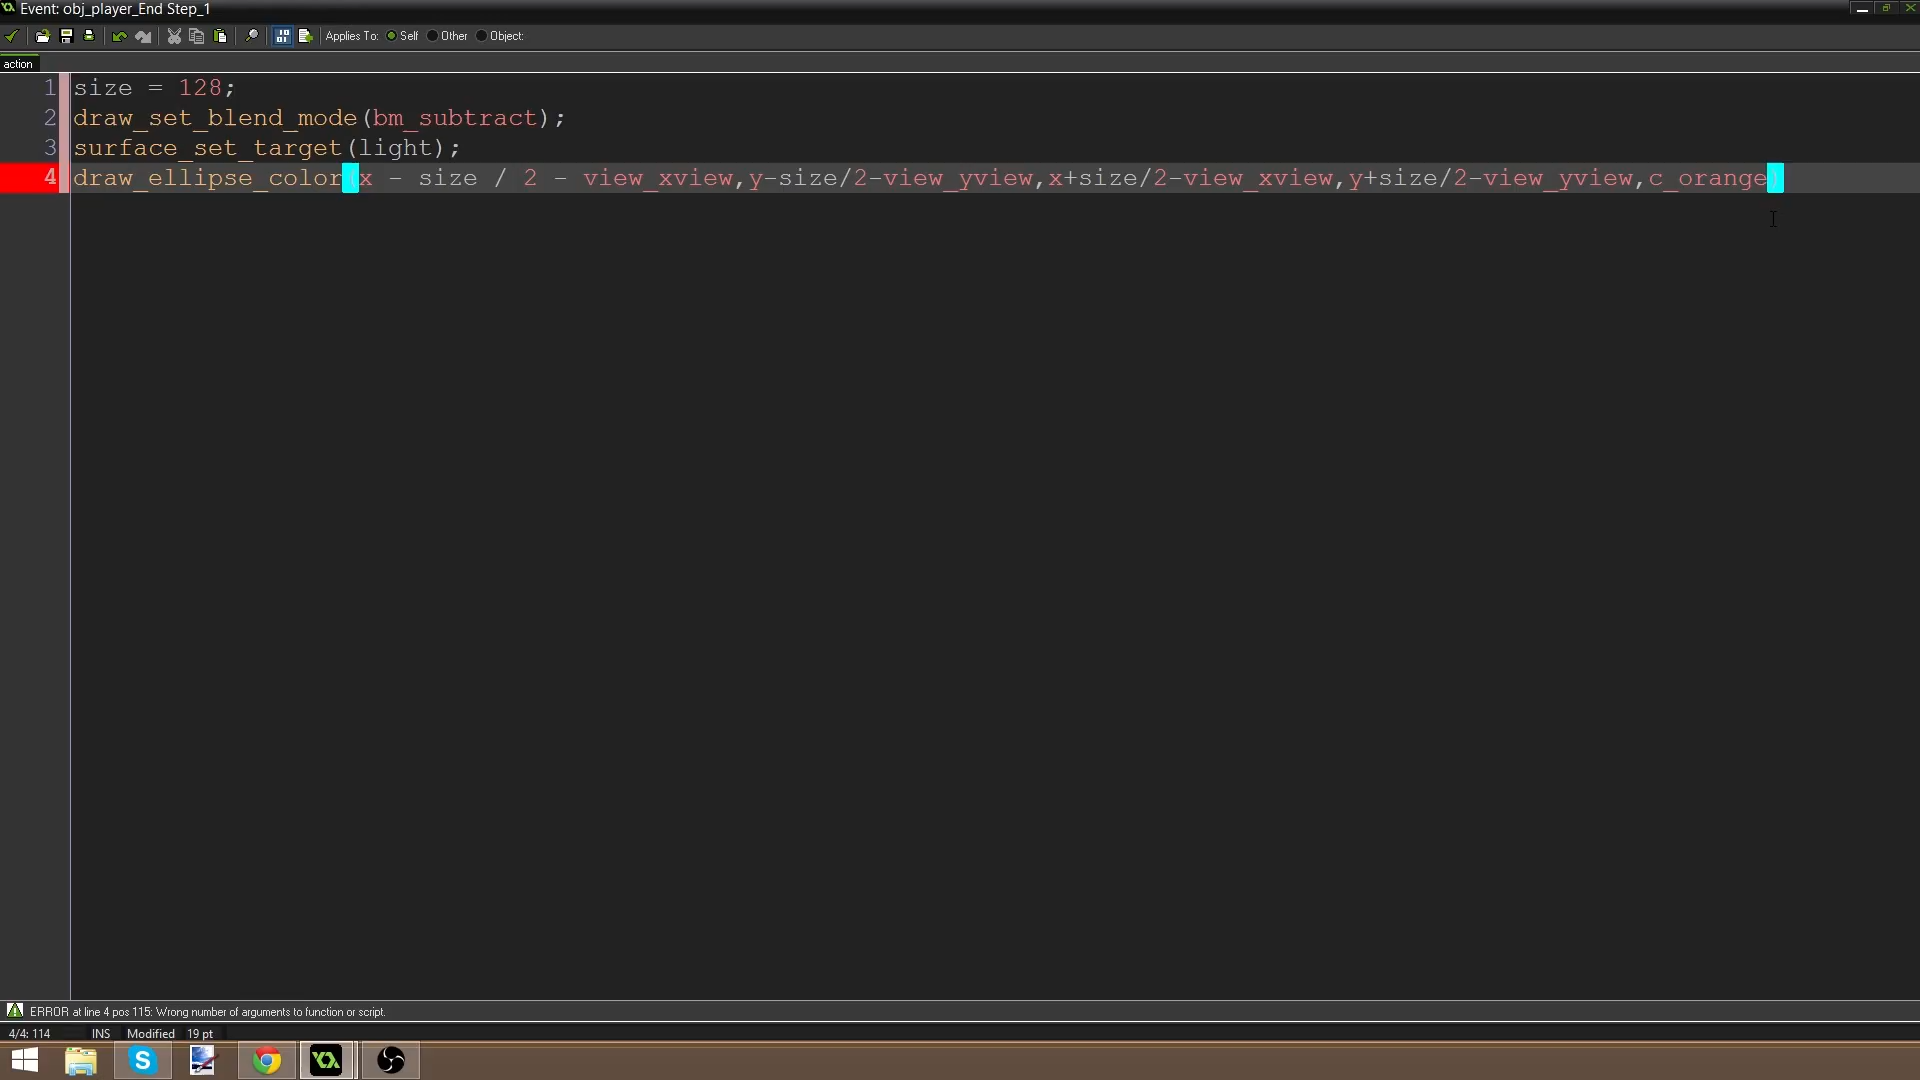 Event: obj_player_End Step_1
Applies To: Self Other Object:
action
1 size = 128;
2 draw_set_blend_mode(bm_subtract);
3 surface_set_target(light);
4 draw_ellipse_color(x - size / 2 - view_xview,y-size/2-view_yview,x+size/2-view_xview,y+size/2-view_yview,c_orange)
ERROR at line 4 pos 115: Wrong number of arguments to function or script.
4/4: 114 INS Modified 19 pt